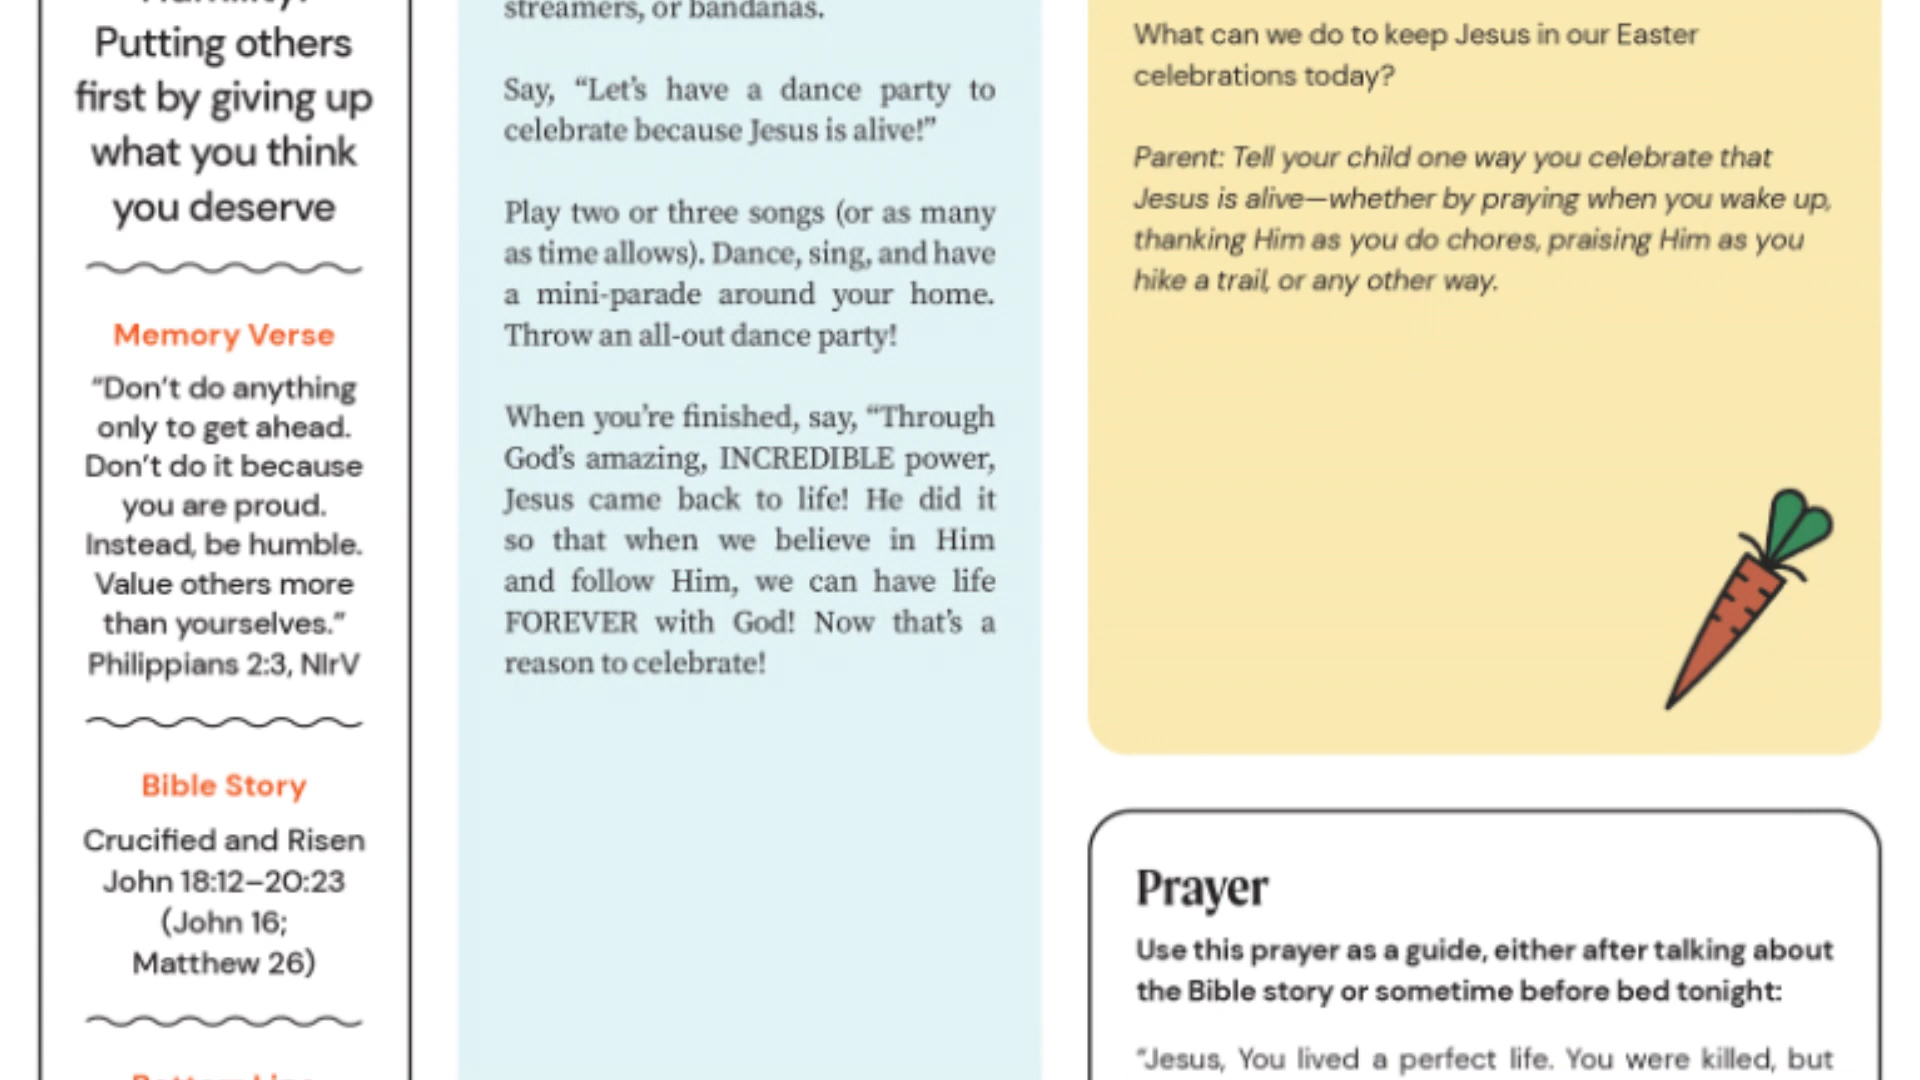 Humility:
Putting others
first by giving up
what you think
you deserve
Memory Verse
“Don’t do anything
only to get ahead.
Don’t do it because
you are proud.
Instead, be humble.
Value others more
than yourselves.”
Philippians 2:3, NIrV
Bible Story
Crucified and Risen
John 18:12–20:23
(John 16;
Matthew 26)
Bottom Line
streamers, or bandanas.
Say, “Let’s have a dance party to
celebrate because Jesus is alive!”
Play two or three songs (or as many
as time allows). Dance, sing, and have
a mini-parade around your home.
Throw an all-out dance party!
When you’re finished, say, “Through
God’s amazing, INCREDIBLE power,
Jesus came back to life! He did it
so that when we believe in Him
and follow Him, we can have life
FOREVER with God! Now that’s a
reason to celebrate!
What can we do to keep Jesus in our Easter
celebrations today?
Parent: Tell your child one way you celebrate that
Jesus is alive—whether by praying when you wake up,
thanking Him as you do chores, praising Him as you
hike a trail, or any other way.
Prayer
Use this prayer as a guide, either after talking about
the Bible story or sometime before bed tonight:
“Jesus, You lived a perfect life. You were killed, but